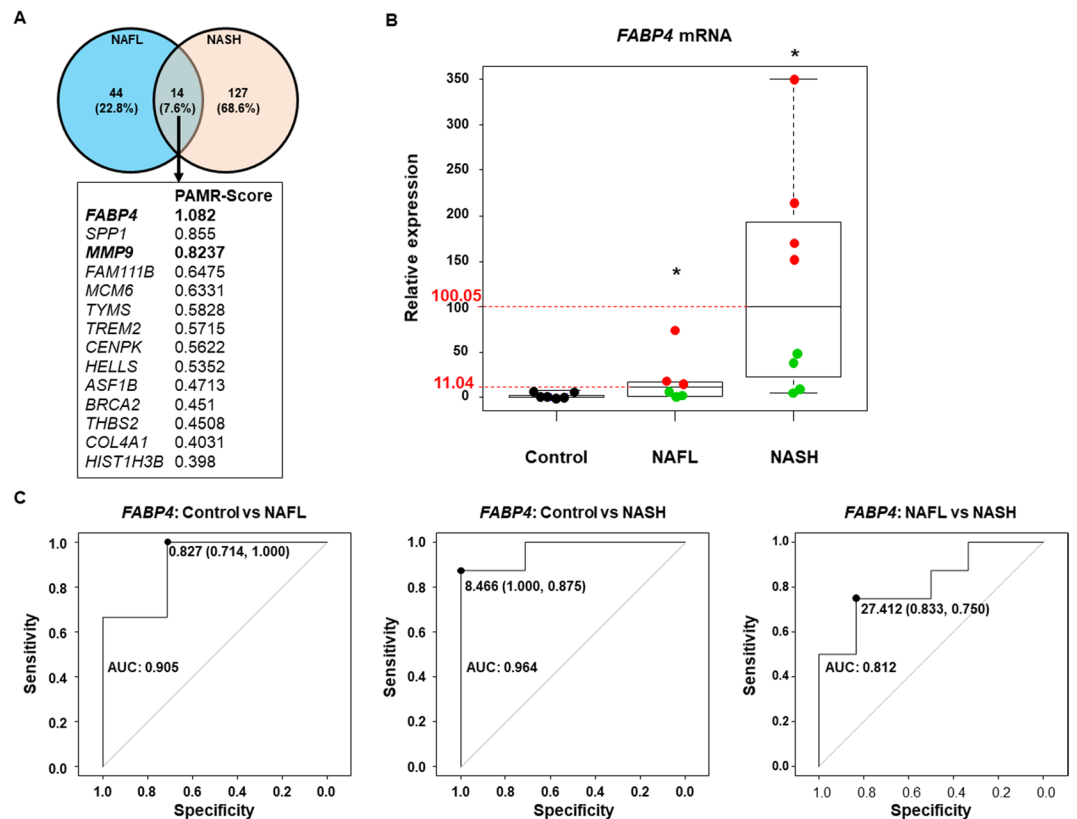 A
NAFL NASH
44 14 127
(22.8%) (7.6%) (68.6%)
PAMR-Score
FABP4 1.082
SPP1 0.855
MMP9 0.8237
FAM111B 0.6475
MCM6 0.6331
TYMS 0.5828
TREM2 0.5715
CENPK 0.5622
HELLS 0.5352
ASF1B 0.4713
BRCA2 0.451
THBS2 0.4508
COL4A1 0.4031
HIST1H3B 0.398
B
FABP4 mRNA
*
*
Relative expression
350
300
250
200
150
100.05
100
50
11.04
0
Control NAFL NASH
C
FABP4: Control vs NAFL
Sensitivity
1.0
0.8
0.6
0.4
0.2
0.0
0.827 (0.714, 1.000)
AUC: 0.905
1.0 0.8 0.6 0.4 0.2 0.0
Specificity
FABP4: Control vs NASH
Sensitivity
1.0
0.8
0.6
0.4
0.2
0.0
8.466 (1.000, 0.875)
AUC: 0.964
1.0 0.8 0.6 0.4 0.2 0.0
Specificity
FABP4: NAFL vs NASH
Sensitivity
1.0
0.8
0.6
0.4
0.2
0.0
27.412 (0.833, 0.750)
AUC: 0.812
1.0 0.8 0.6 0.4 0.2 0.0
Specificity